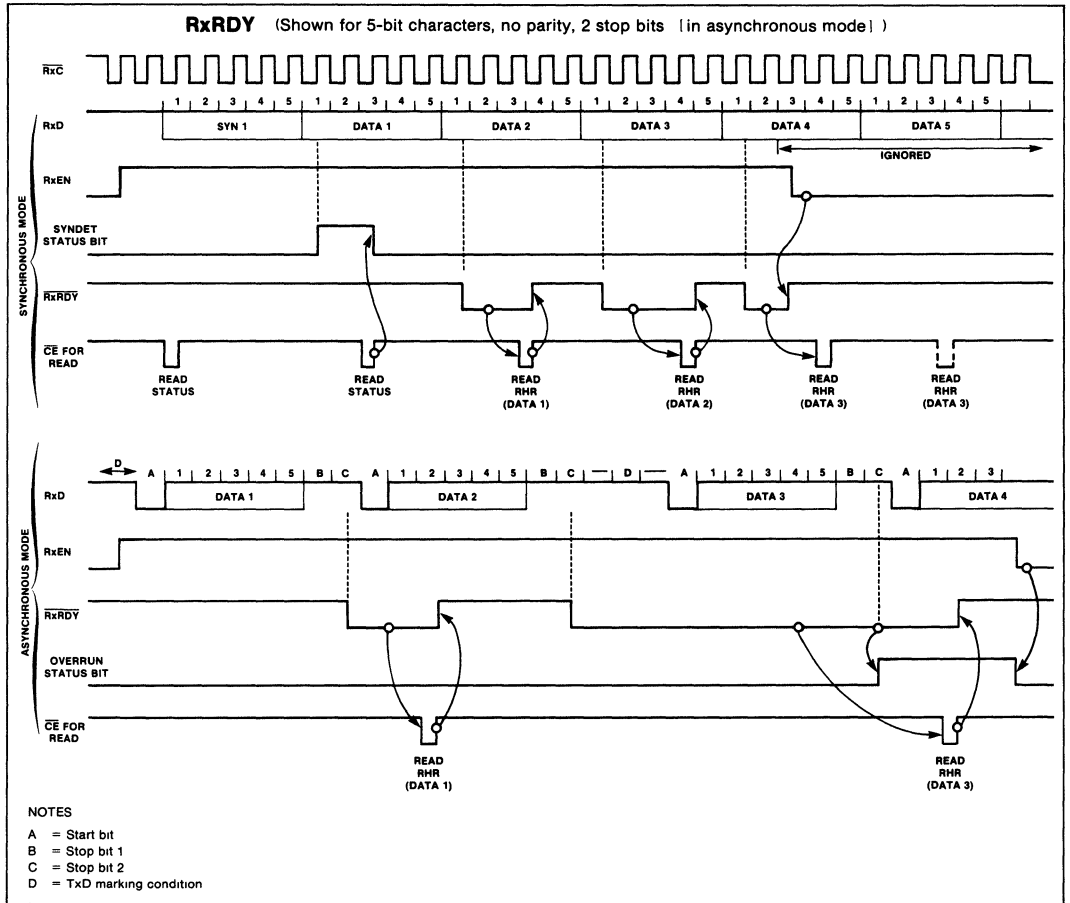 RxRDY (Shown for 5-bit characters, no parity, 2 stop bits [in asynchronous mode])
RxC
1 2 3 4 5 1 2 3 4 5 1 2 3 4 5 1 2 3 4 5 1 2 3 4 5 1 2 3 4 5
RxD
SYN 1 DATA 1 DATA 2 DATA 3 DATA 4 DATA 5
IGNORED
SYNCHRONOUS MODE
RxEN
SYNDET
STATUS BIT
RxRDY
CE FOR
READ
READ
STATUS
READ
STATUS
READ
RHR
(DATA 1)
READ
RHR
(DATA 2)
READ
RHR
(DATA 3)
READ
RHR
(DATA 3)
D A 1 2 3 4 5 B C A 1 2 3 4 5 B C D A 1 2 3 4 5 B C A 1 2 3
RxD
DATA 1 DATA 2 DATA 3 DATA 4
ASYNCHRONOUS MODE
RxEN
RxRDY
OVERRUN
STATUS BIT
CE FOR
READ
READ
RHR
(DATA 1)
READ
RHR
(DATA 3)
NOTES
A = Start bit
B = Stop bit 1
C = Stop bit 2
D = TxD marking condition